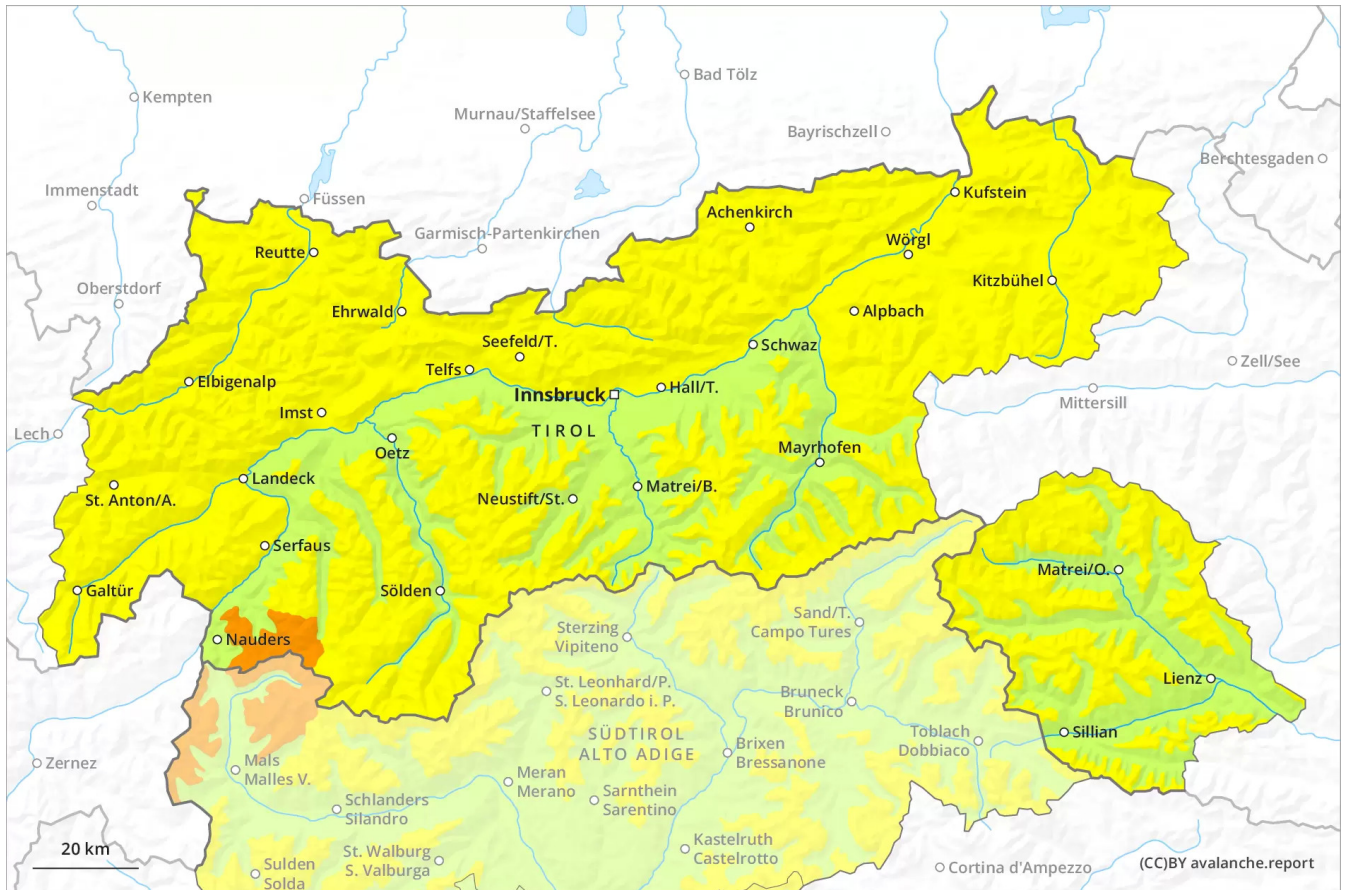 Bad Tölz
Kempten
Murnau/Staffelsee
Bayrischzell
Berchtesgaden
Immenstadt
Füssen
Kufstein
Achenkirch
Garmisch-Partenkirchen
Wörgl
Reutte
Kitzbühel
Oberstdorf
Ehrwald
Alpbach
Seefeld/T.
Schwaz
Zell/See
Telfs
Elbigenalp
Hall/T.
Mittersill
Innsbruck
Imst
TIROL
Lech
Oetz
Mayrhofen
Landeck
Matrei/B.
St. Anton/A.
Neustift/St.
Serfaus
Matrei/O.
Galtür
Sölden
Sand/T.
Campo Tures
Sterzing
Vipiteno
Nauders
Lienz
St. Leonhard/P.
S. Leonardo i. P.
Bruneck
Brunico
SÜDTIROL
ALTO ADIGE
Toblach
Dobbiaco
Sillian
Brixen
Bressanone
Zernez
Mals
Malles V.
Meran
Merano
Sarnthein
Sarentino
Schlanders
Silandro
20 km
Kastelruth
Castelrotto
St. Walburg
S. Valburga
Sulden
Solda
Cortina d'Ampezzo
(CC)BY avalanche.report